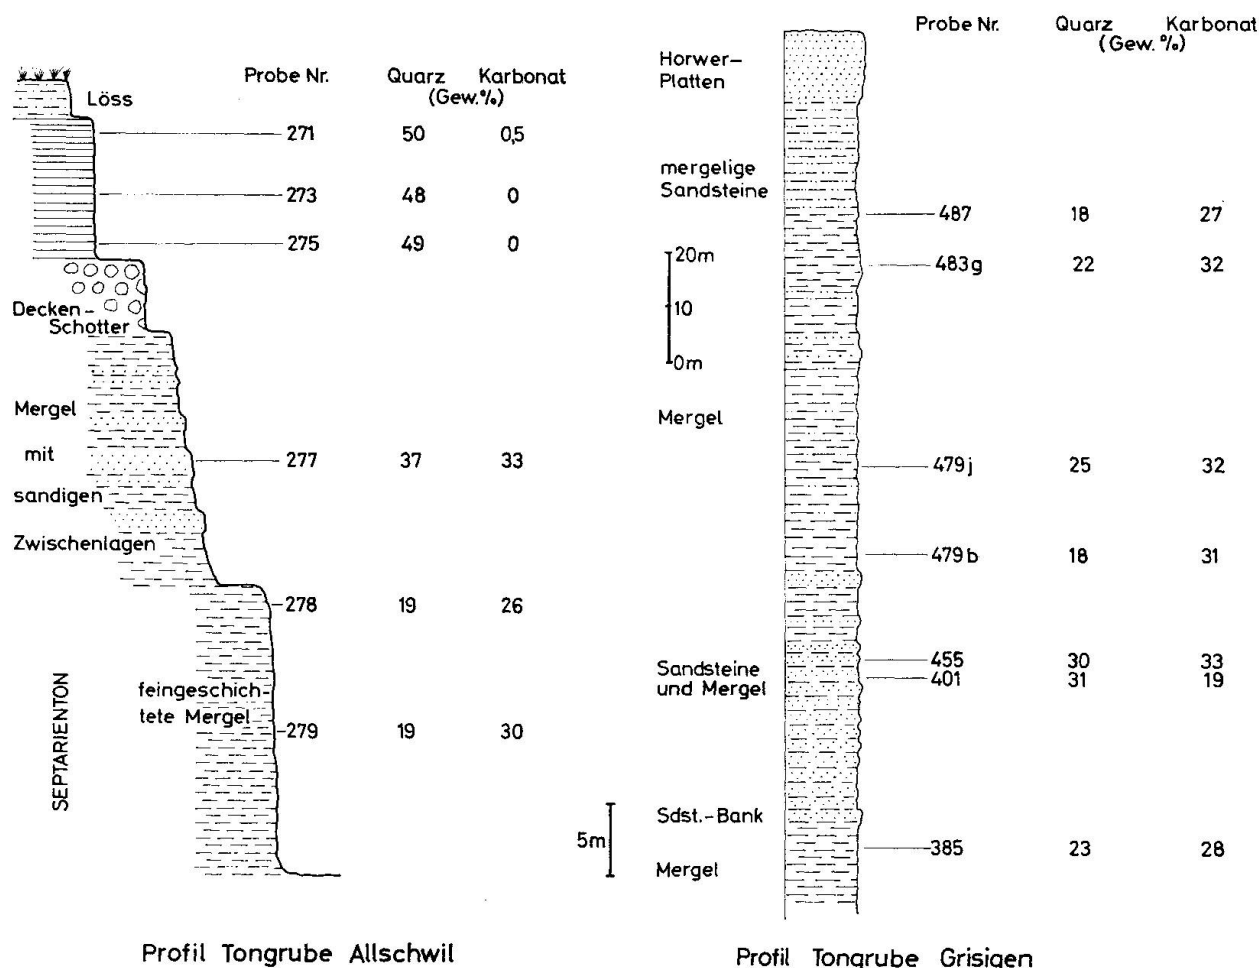 Probe Nr. Quarz Karbonat
(Gew.%)
Löss
271 50 0,5
273 48 0
275 49 0
Decken-
Schotter
Mergel
mit
277 37 33
sandigen
Zwischenlagen
278 19 26
feingeschich-
tete Mergel
279 19 30
SEPTARIENTON
5m
Profil Tongrube Allschwil
Probe Nr. Quarz Karbonat
(Gew.%)
Horwer-
Platten
mergelige
Sandsteine
487 18 27
20m
483g 22 32
10
0m
Mergel
479j 25 32
479b 18 31
455 30 33
Sandsteine
und Mergel
401 31 19
Sdst.-Bank
385 23 28
Mergel
Profil Tongrube Grisigen